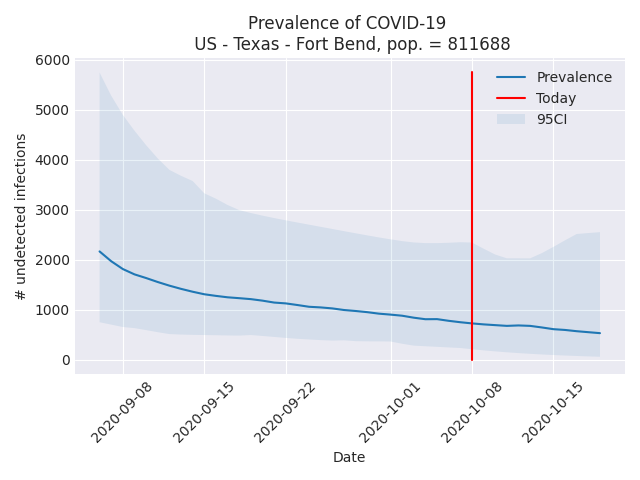 Prevalence of COVID-19
US - Texas - Fort Bend, pop. = 811688
Prevalence
Today
95CI
# undetected infections
6000
5000
4000
3000
2000
1000
0
2020-09-08
2020-09-15
2020-09-22
2020-10-01
2020-10-08
2020-10-15
Date